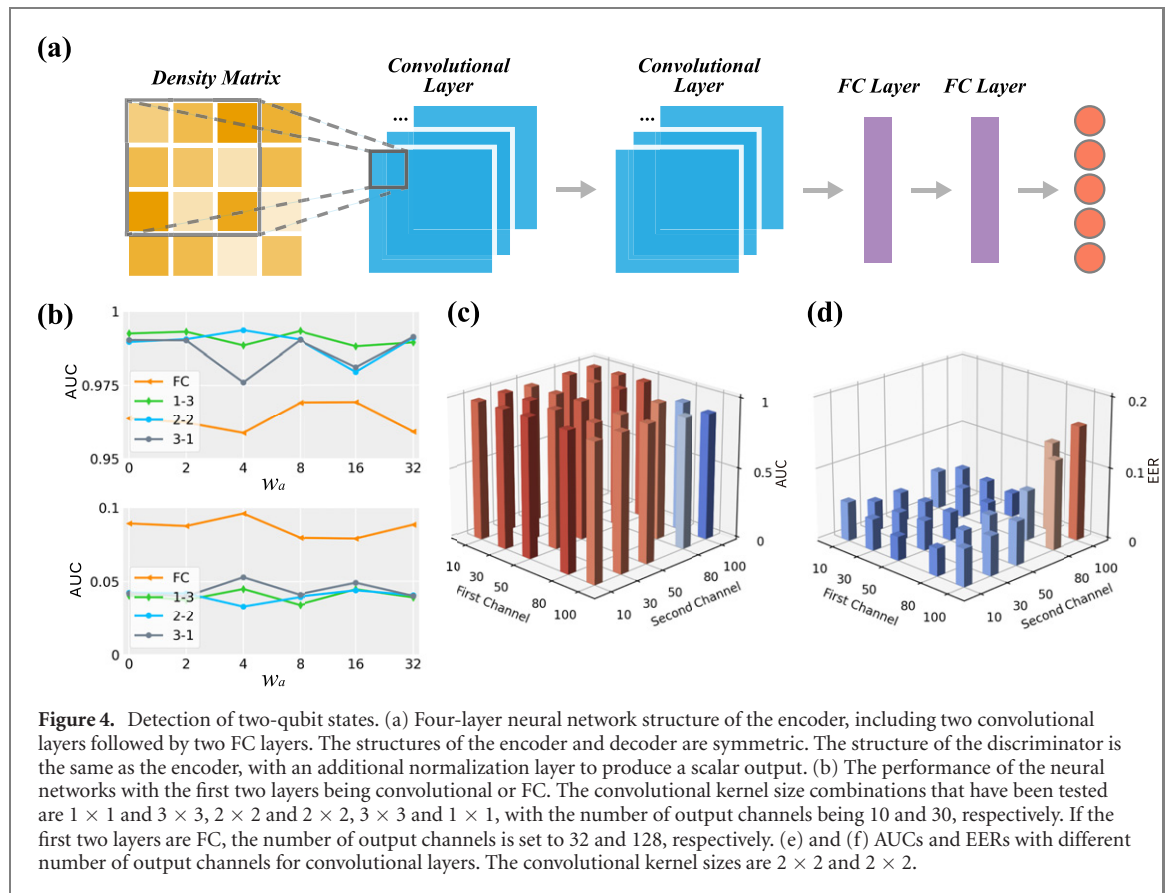 (a)
Density Matrix
Convolutional
Layer
Convolutional
Layer
FC Layer
FC Layer
...
...
(b)
1
0.975
0.95
AUC
FC
1-3
2-2
3-1
0 2 4 8 16 32
wₐ
0.1
0.05
0
AUC
FC
1-3
2-2
3-1
0 2 4 8 16 32
wₐ
(c)
1
0.5
0
AUC
10
30
50
80
100
First Channel
10
30
50
80
100
Second Channel
(d)
0.2
0.1
0
EER
10
30
50
80
100
First Channel
10
30
50
80
100
Second Channel
Figure 4. Detection of two-qubit states. (a) Four-layer neural network structure of the encoder, including two convolutional
layers followed by two FC layers. The structures of the encoder and decoder are symmetric. The structure of the discriminator is
the same as the encoder, with an additional normalization layer to produce a scalar output. (b) The performance of the neural
networks with the first two layers being convolutional or FC. The convolutional kernel size combinations that have been tested
are 1 × 1 and 3 × 3, 2 × 2 and 2 × 2, 3 × 3 and 1 × 1, with the number of output channels being 10 and 30, respectively. If the
first two layers are FC, the number of output channels is set to 32 and 128, respectively. (e) and (f) AUCs and EERs with different
number of output channels for convolutional layers. The convolutional kernel sizes are 2 × 2 and 2 × 2.